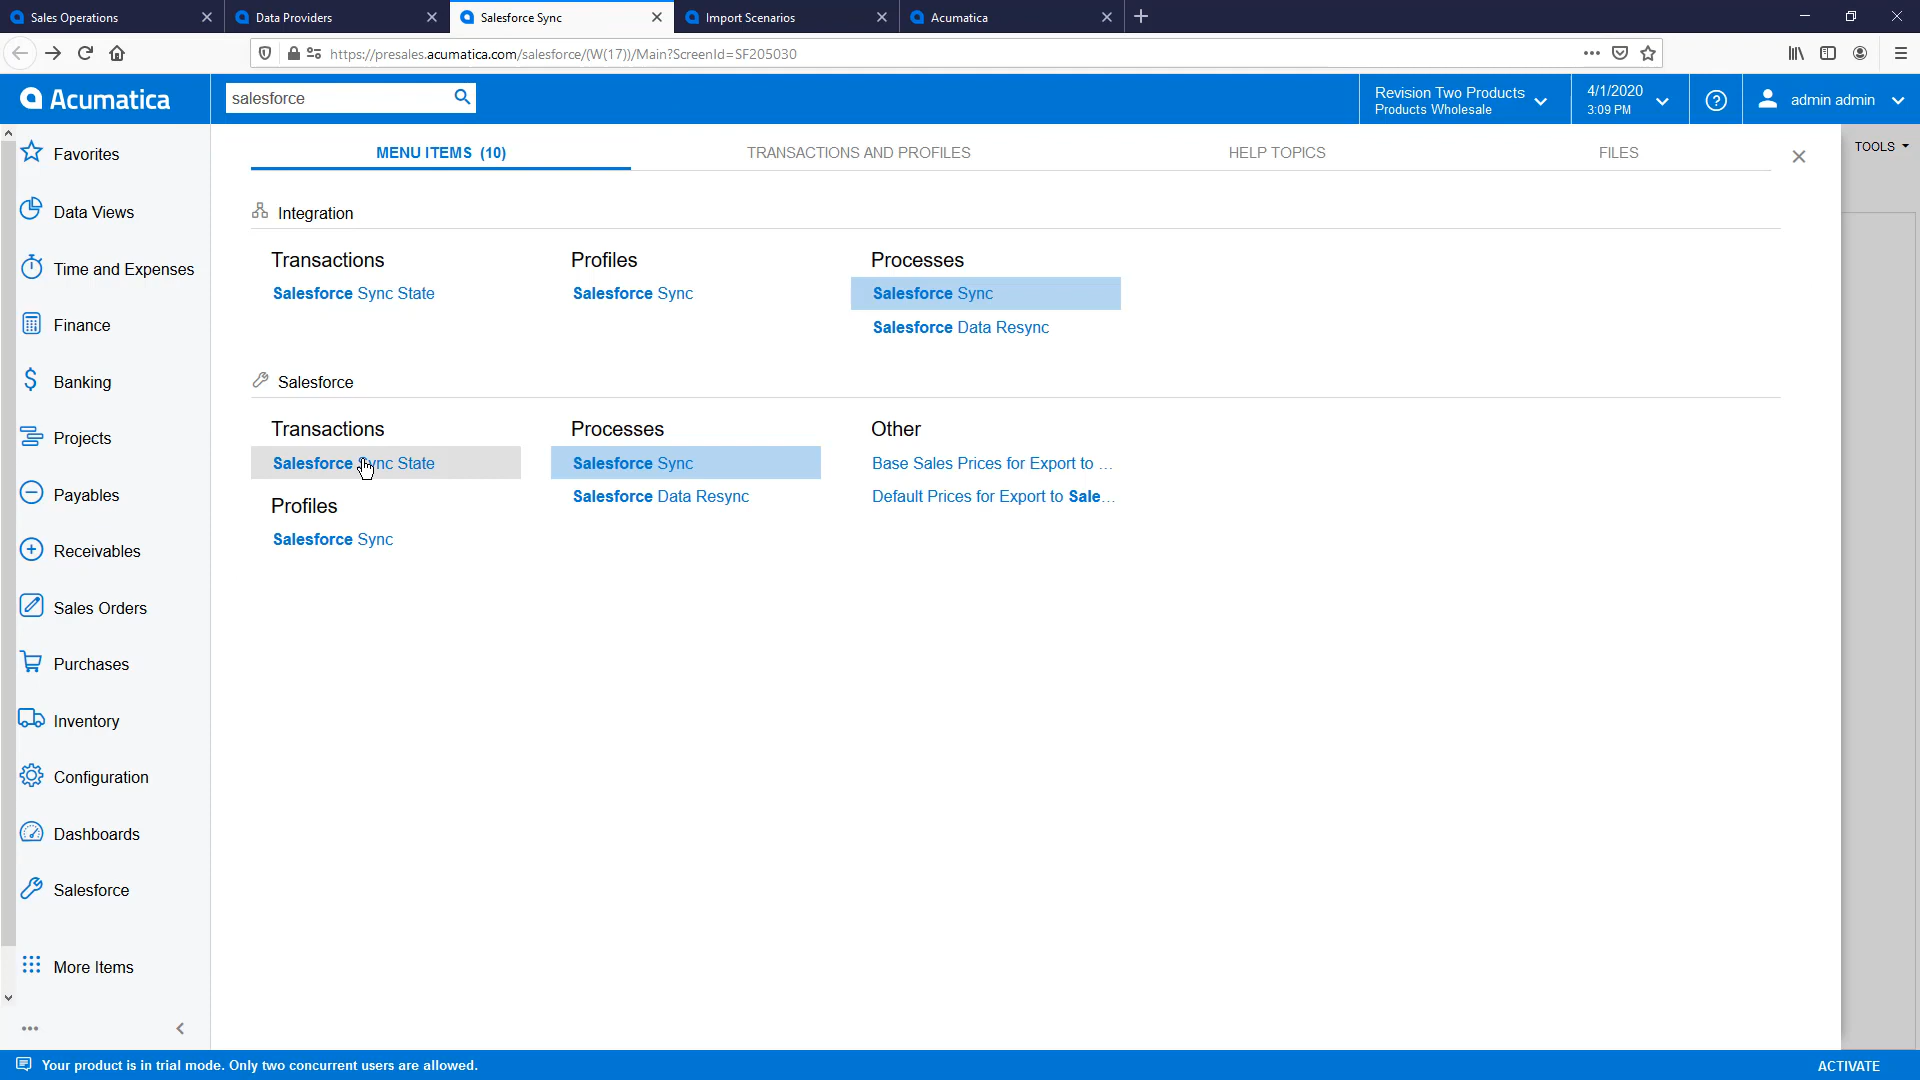 Sales Operations
Data Providers
Salesforce Sync
Import Scenarios
Acumatica
https://presales.acumatica.com/salesforce/(W(17))/Main?ScreenId=SF205030
Acumatica
salesforce
Revision Two Products
Products Wholesale
4/1/2020
3:09 PM
admin admin
TOOLS
Favorites
Data Views
Time and Expenses
Finance
Banking
Projects
Payables
Receivables
Sales Orders
Purchases
Inventory
Configuration
Dashboards
Salesforce
More Items
MENU ITEMS (10)
TRANSACTIONS AND PROFILES
HELP TOPICS
FILES
Integration
Transactions
Salesforce Sync State
Profiles
Salesforce Sync
Processes
Salesforce Sync
Salesforce Data Resync
Salesforce
Transactions
Salesforce Sync State
Profiles
Salesforce Sync
Processes
Salesforce Sync
Salesforce Data Resync
Other
Base Sales Prices for Export to ...
Default Prices for Export to Sale...
Your product is in trial mode. Only two concurrent users are allowed.
ACTIVATE